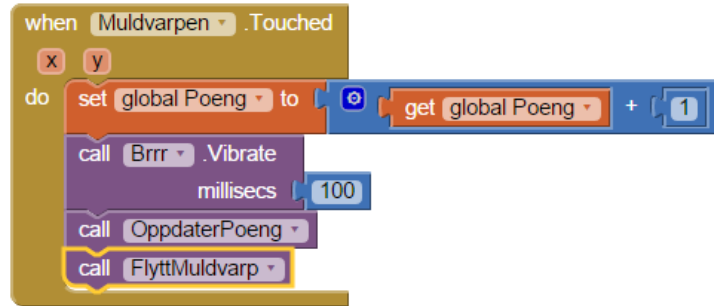 when Muldvarpen .Touched
x y
do set global Poeng to get global Poeng + 1
call Brrr .Vibrate
millisecs 100
call OppdaterPoeng
call FlyttMuldvarp